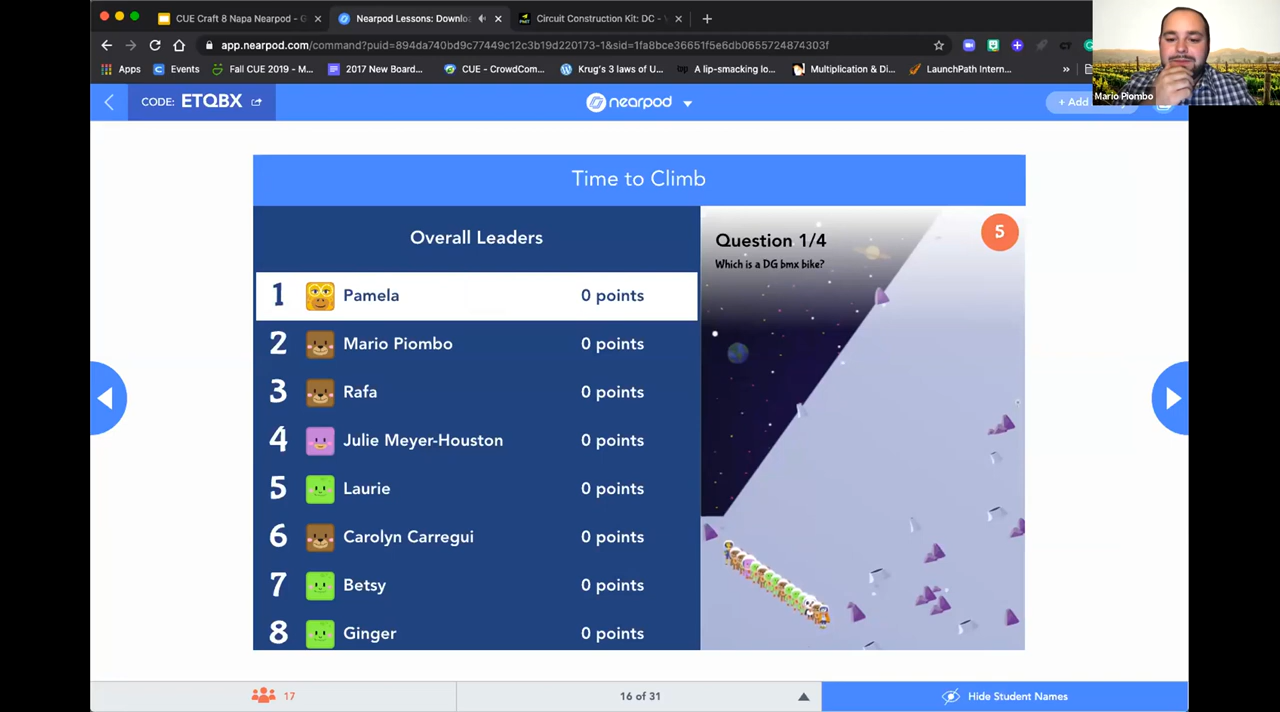 CUE Craft 8 Napa Nearpod - G
Nearpod Lessons: Downloa
Circuit Construction Kit: DC -
app.nearpod.com/command?puid=894da740bd9c77449c12c3b19d220173-1&sid=1fa8bce36651f5e6db0655724874303f
Apps
Events
Fall CUE 2019 - M...
2017 New Board...
CUE - CrowdCom...
Krug's 3 laws of U...
A lip-smacking lo...
Multiplication & Di...
LaunchPath Intern...
»
Mario Piombo
CODE: ETQBX
nearpod
+ Add
Time to Climb
Overall Leaders
1 Pamela 0 points
2 Mario Piombo 0 points
3 Rafa 0 points
4 Julie Meyer-Houston 0 points
5 Laurie 0 points
6 Carolyn Carregui 0 points
7 Betsy 0 points
8 Ginger 0 points
Question 1/4
5
Which is a DG bmx bike?
17
16 of 31
Hide Student Names